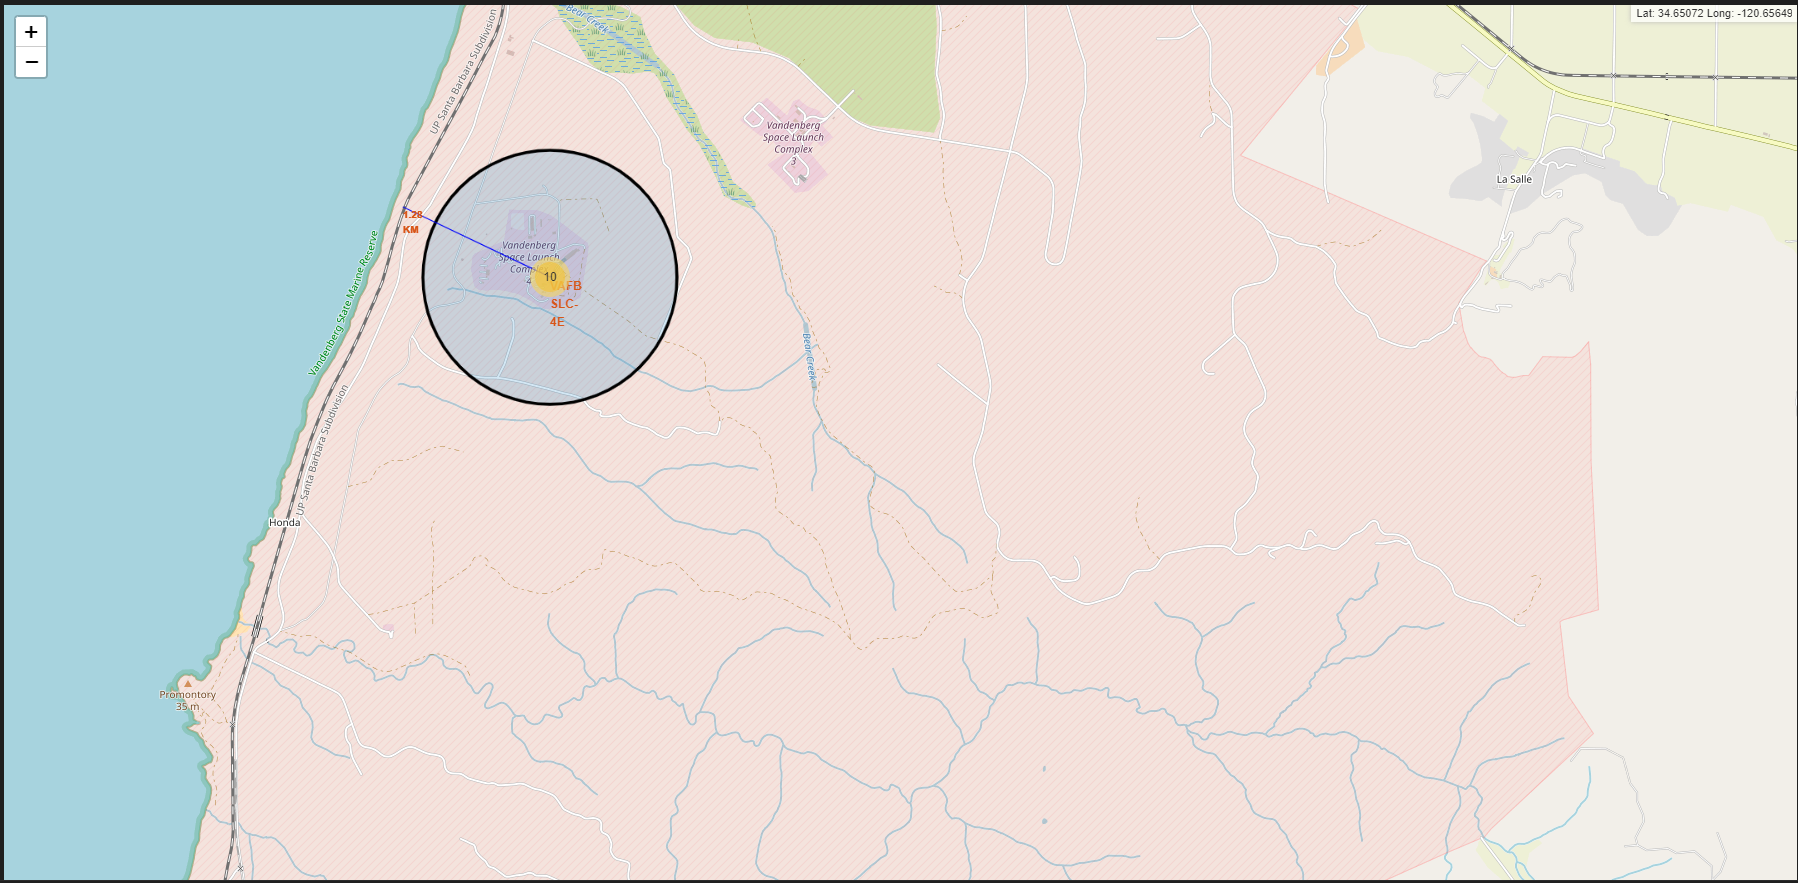 +
−
Lat: 34.65072 Long: -120.65649
Bear Creek
UP Santa Barbara Subdivision
Vandenberg
Space Launch
Complex
3
La Salle
1.28
KM
Vandenberg
Space Launch
Compl
4
10
VAFB
SLC-
4E
Vandenberg State Marine Reserve
Bear Creek
UP Santa Barbara Subdivision
Honda
Promontory
35 m